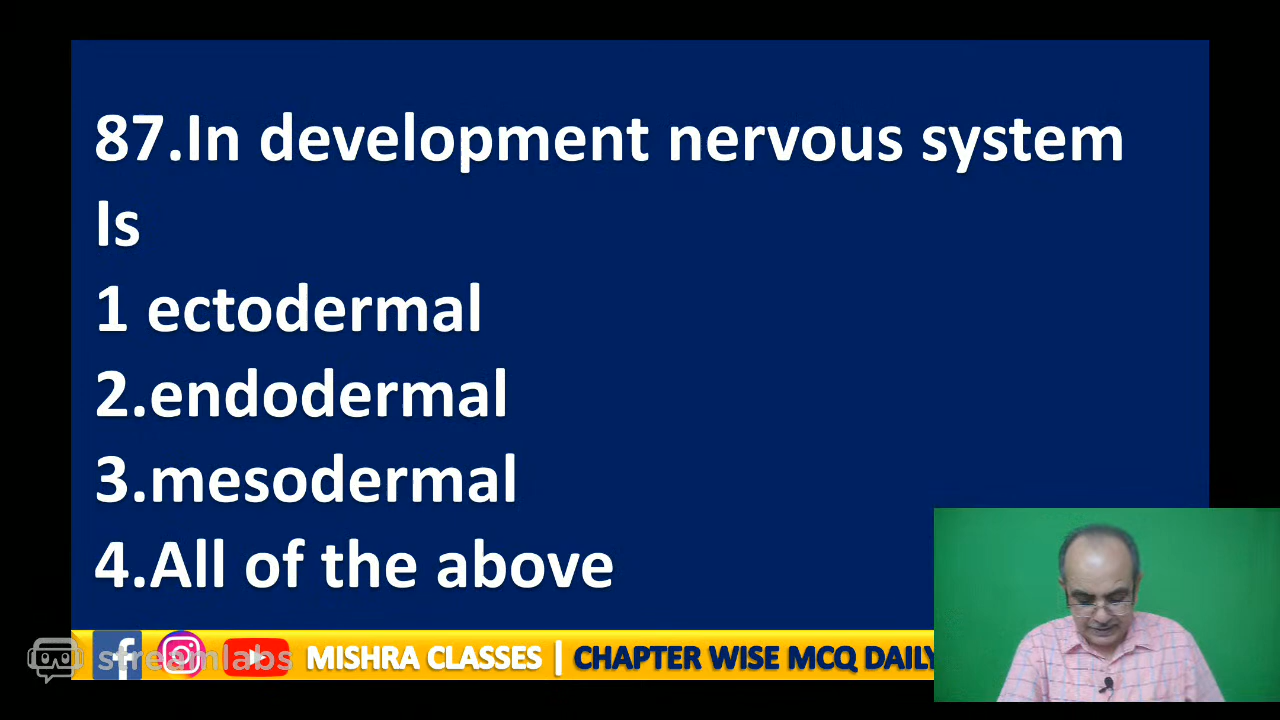 87.In development nervous system
Is
1 ectodermal
2.endodermal
3.mesodermal
4.All of the above
streamlabs
MISHRA CLASSES | CHAPTER WISE MCQ DAILY